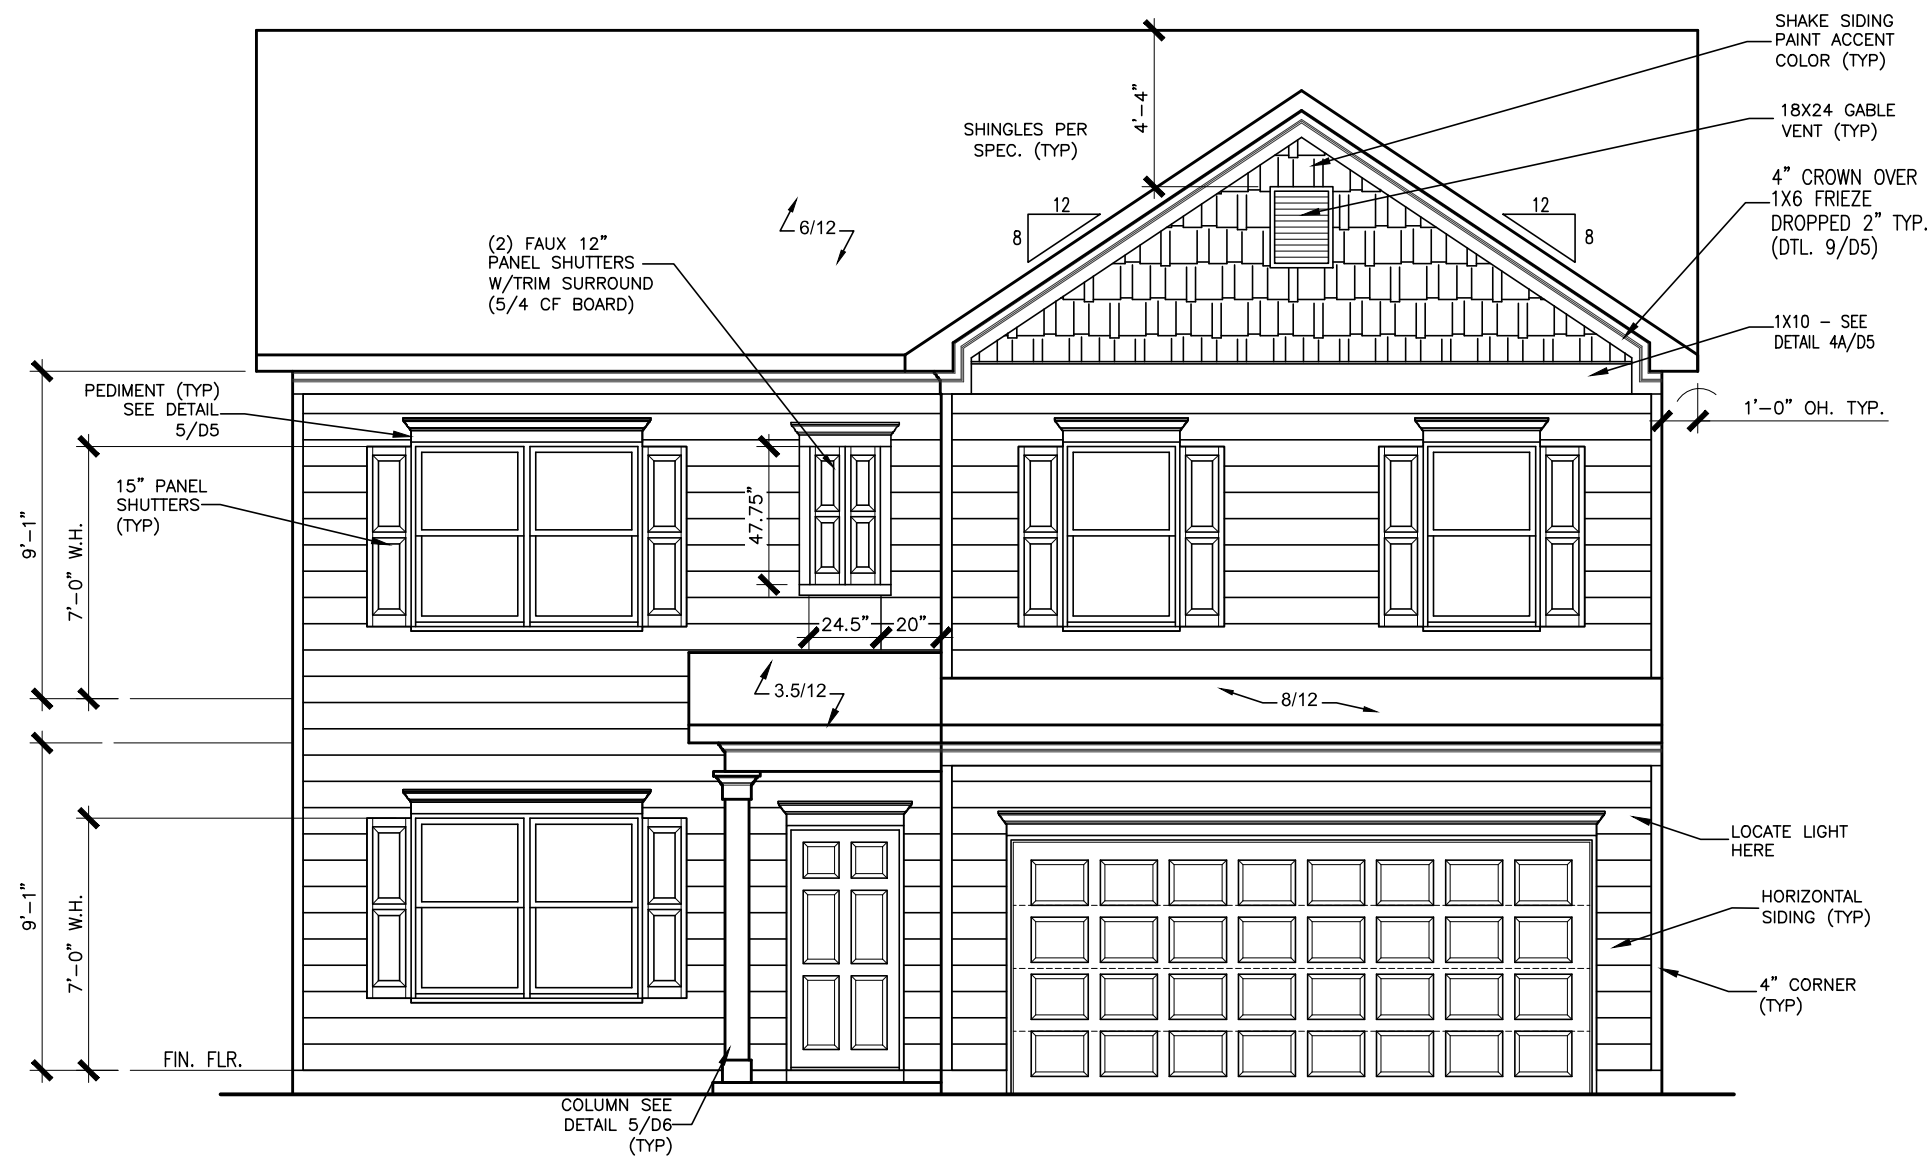 SHAKE SIDING
PAINT ACCENT
COLOR (TYP)
4'-4"
18X24 GABLE
VENT (TYP)
SHINGLES PER
SPEC. (TYP)
4" CROWN OVER
1X6 FRIEZE
DROPPED 2" TYP.
(DTL. 9/D5)
12
8
12
8
6/12
(2) FAUX 12"
PANEL SHUTTERS
W/TRIM SURROUND
(5/4 CF BOARD)
1X10 - SEE
DETAIL 4A/D5
PEDIMENT (TYP)
SEE DETAIL
5/D5
1'-0" OH. TYP.
15" PANEL
SHUTTERS
(TYP)
9'-1"
7'-0" W.H.
47.75"
24.5"
20"
3.5/12
8/12
LOCATE LIGHT
HERE
9'-1"
7'-0" W.H.
HORIZONTAL
SIDING (TYP)
4" CORNER
(TYP)
FIN. FLR.
COLUMN SEE
DETAIL 5/D6
(TYP)